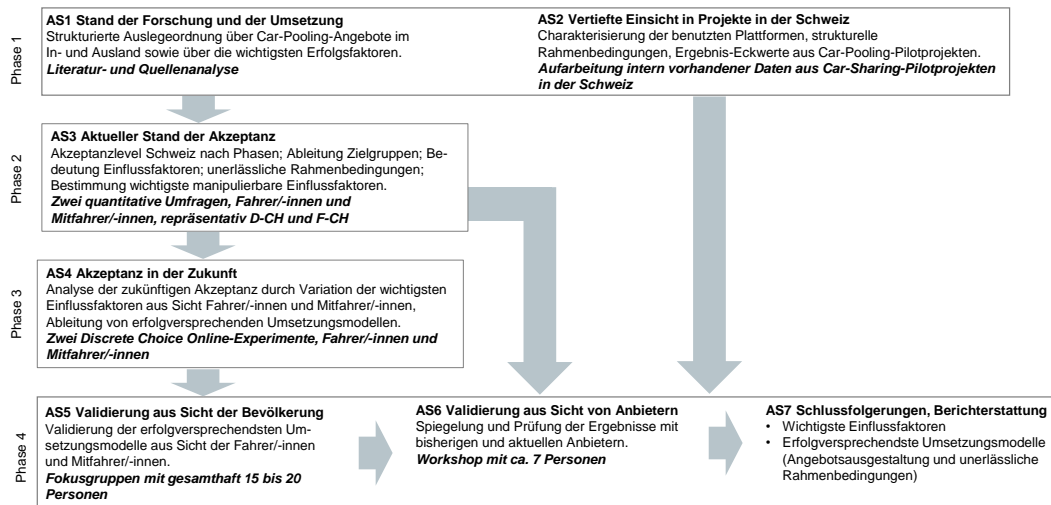 Phase 1
AS1 Stand der Forschung und der Umsetzung
Strukturierte Auslegeordnung über Car-Pooling-Angebote im
In- und Ausland sowie über die wichtigsten Erfolgsfaktoren.
Literatur- und Quellenanalyse
AS2 Vertiefte Einsicht in Projekte in der Schweiz
Charakterisierung der benutzten Plattformen, strukturelle
Rahmenbedingungen, Ergebnis-Eckwerte aus Car-Pooling-Pilotprojekten.
Aufarbeitung intern vorhandener Daten aus Car-Sharing-Pilotprojekten
in der Schweiz
Phase 2
AS3 Aktueller Stand der Akzeptanz
Akzeptanzlevel Schweiz nach Phasen; Ableitung Zielgruppen; Be-
deutung Einflussfaktoren; unerlässliche Rahmenbedingungen;
Bestimmung wichtigste manipulierbare Einflussfaktoren.
Zwei quantitative Umfragen, Fahrer/-innen und
Mitfahrer/-innen, repräsentativ D-CH und F-CH
Phase 3
AS4 Akzeptanz in der Zukunft
Analyse der zukünftigen Akzeptanz durch Variation der wichtigsten
Einflussfaktoren aus Sicht Fahrer/-innen und Mitfahrer/-innen,
Ableitung von erfolgversprechenden Umsetzungsmodellen.
Zwei Discrete Choice Online-Experimente, Fahrer/-innen und
Mitfahrer/-innen
Phase 4
AS5 Validierung aus Sicht der Bevölkerung
Validierung der erfolgversprechendsten Um-
setzungsmodelle aus Sicht der Fahrer/-innen
und Mitfahrer/-innen.
Fokusgruppen mit gesamthaft 15 bis 20
Personen
AS6 Validierung aus Sicht von Anbietern
Spiegelung und Prüfung der Ergebnisse mit
bisherigen und aktuellen Anbietern.
Workshop mit ca. 7 Personen
AS7 Schlussfolgerungen, Berichterstattung
• Wichtigste Einflussfaktoren
• Erfolgversprechendste Umsetzungsmodelle
(Angebotsausgestaltung und unerlässliche
Rahmenbedingungen)